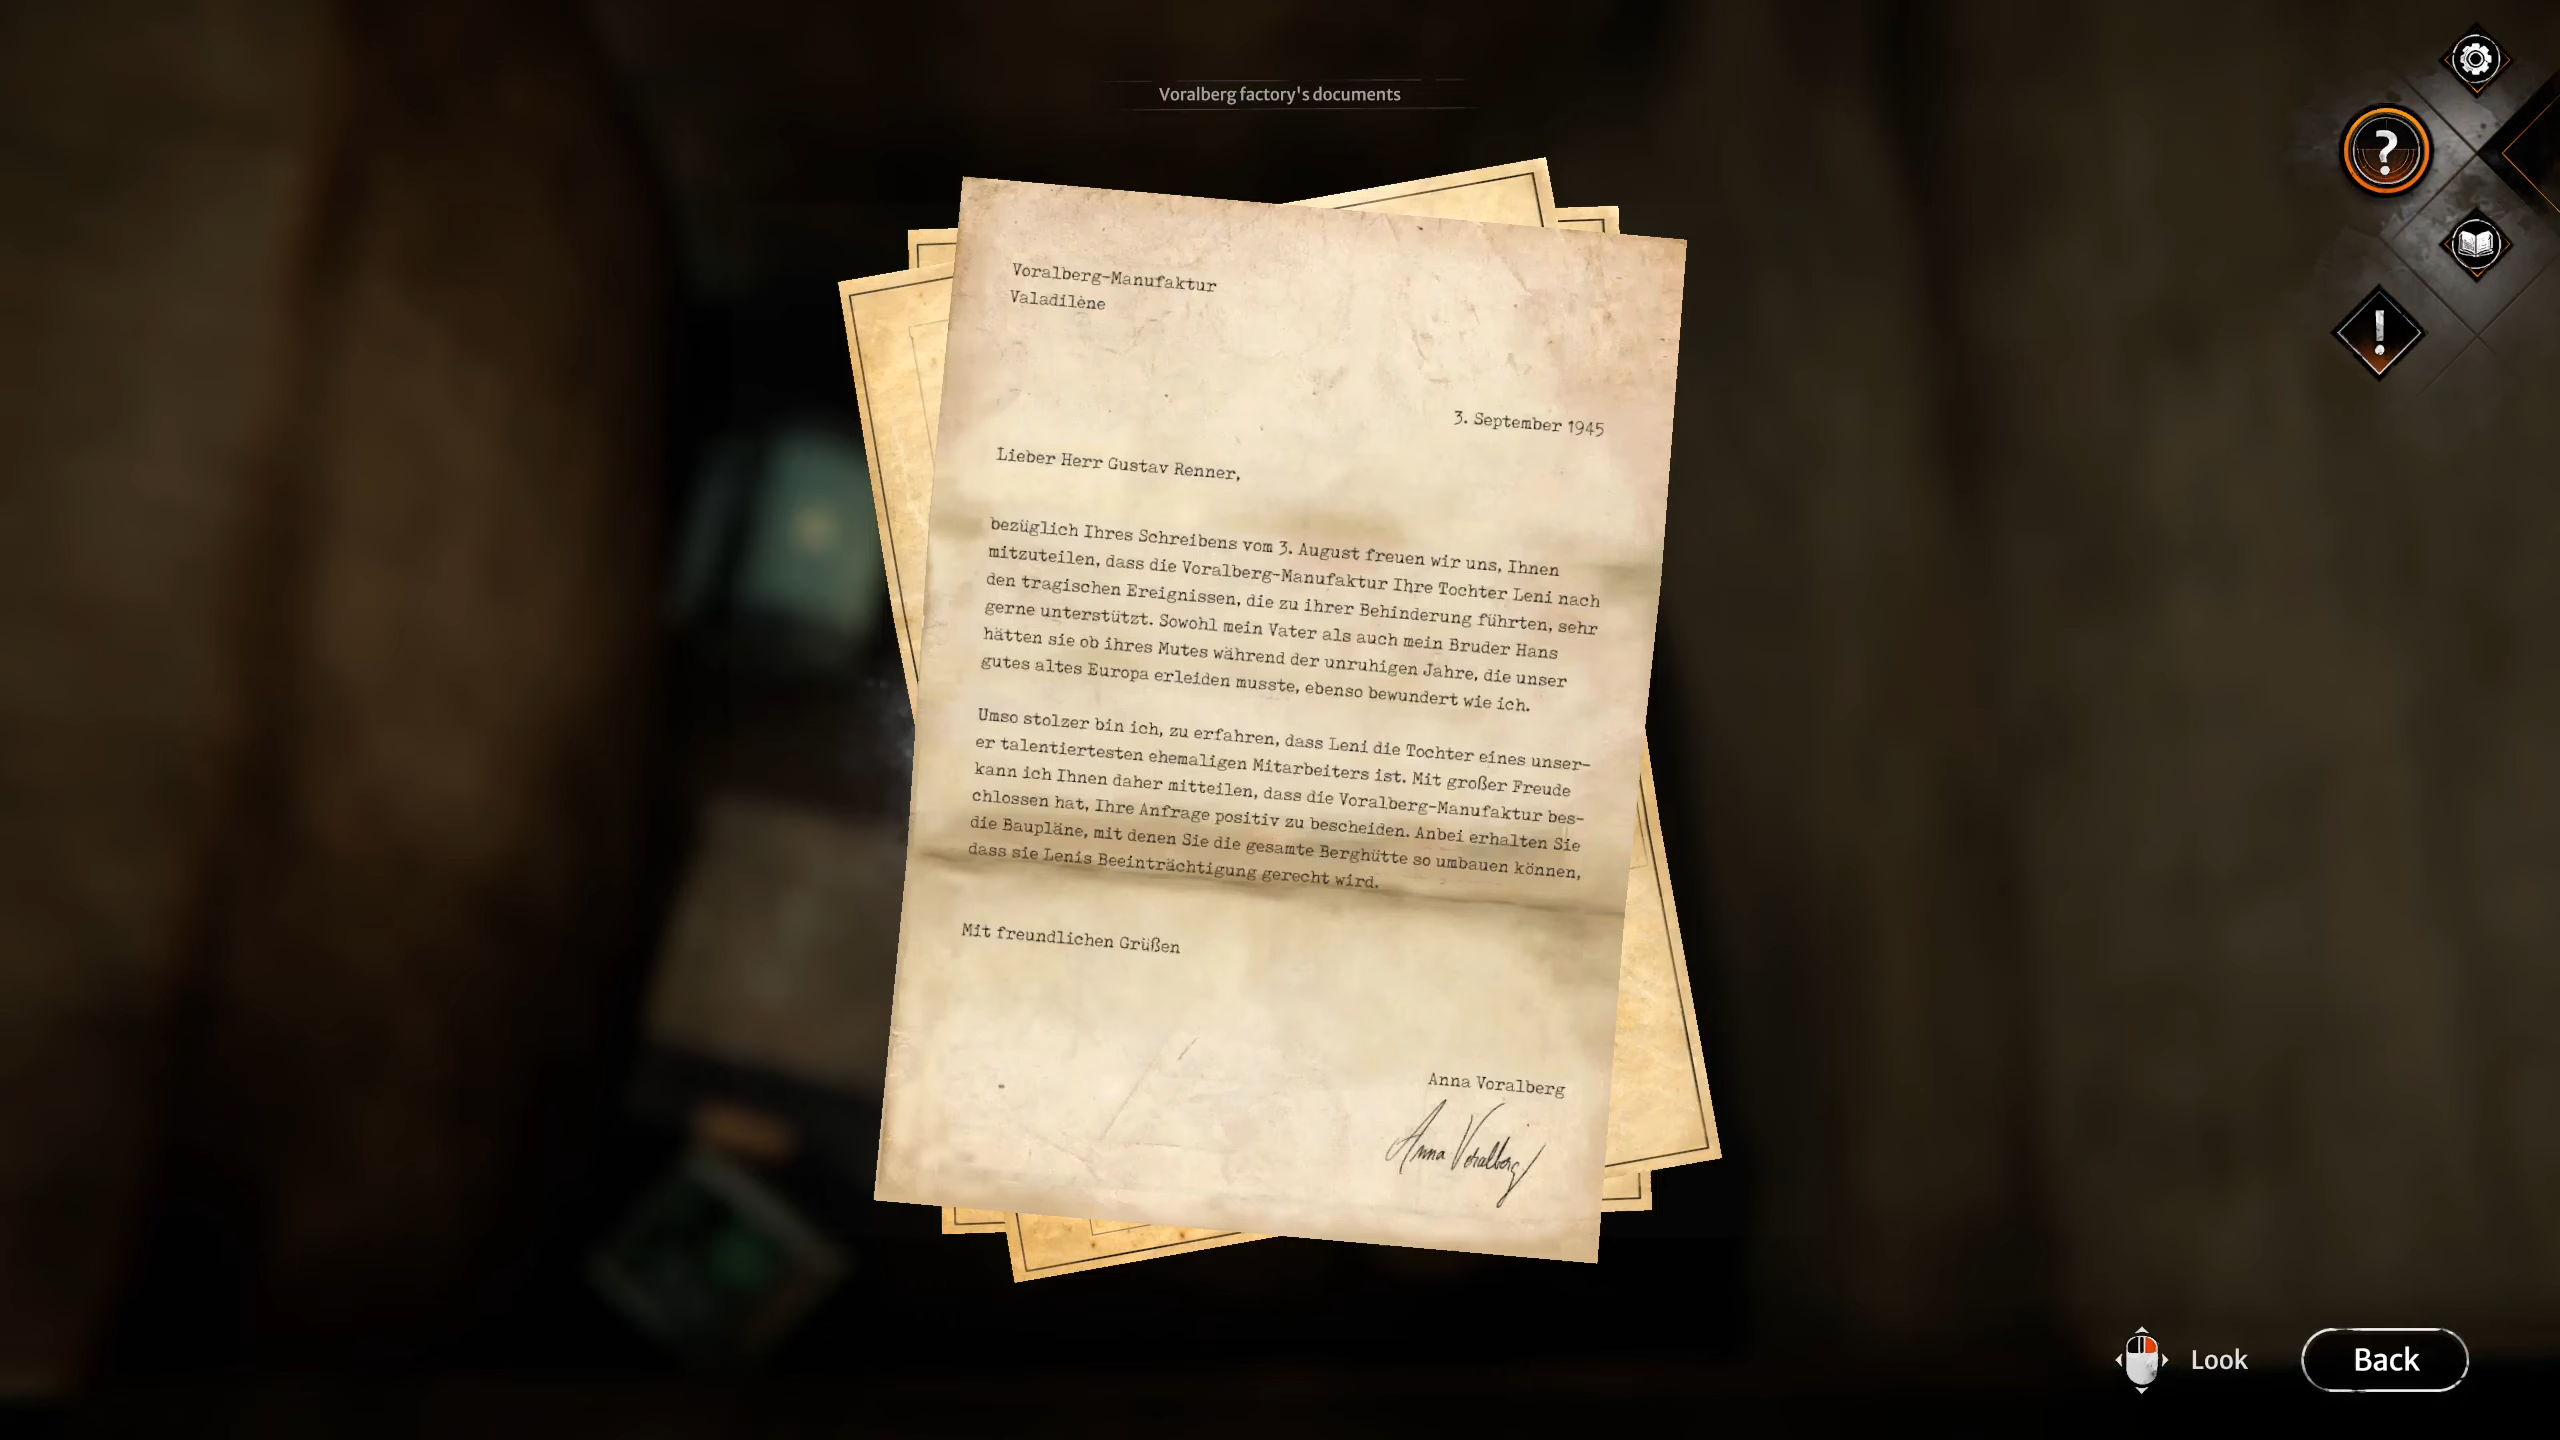 Voralberg factory's documents
Voralberg-Manufaktur
Valadilène
3. September 1945
Lieber Herr Gustav Renner,
bezüglich Ihres Schreibens vom 3. August freuen wir uns, Ihnen
mitzuteilen, dass die Voralberg-Manufaktur Ihre Tochter Leni nach
den tragischen Ereignissen, die zu ihrer Behinderung führten, sehr
gerne unterstützt. Sowohl mein Vater als auch mein Bruder Hans
hätten sie ob ihres Mutes während der unruhigen Jahre, die unser
gutes altes Europa erleiden musste, ebenso bewundert wie ich.
Umso stolzer bin ich, zu erfahren, dass Leni die Tochter eines unser-
er talentiertesten ehemaligen Mitarbeiters ist. Mit großer Freude
kann ich Ihnen daher mitteilen, dass die Voralberg-Manufaktur bes-
chlossen hat, Ihre Anfrage positiv zu bescheiden. Anbei erhalten Sie
die Baupläne, mit denen Sie die gesamte Berghütte so umbauen können,
dass sie Lenis Beeinträchtigung gerecht wird.
Mit freundlichen Grüßen
Anna Voralberg
Anna Voralberg
Look
Back